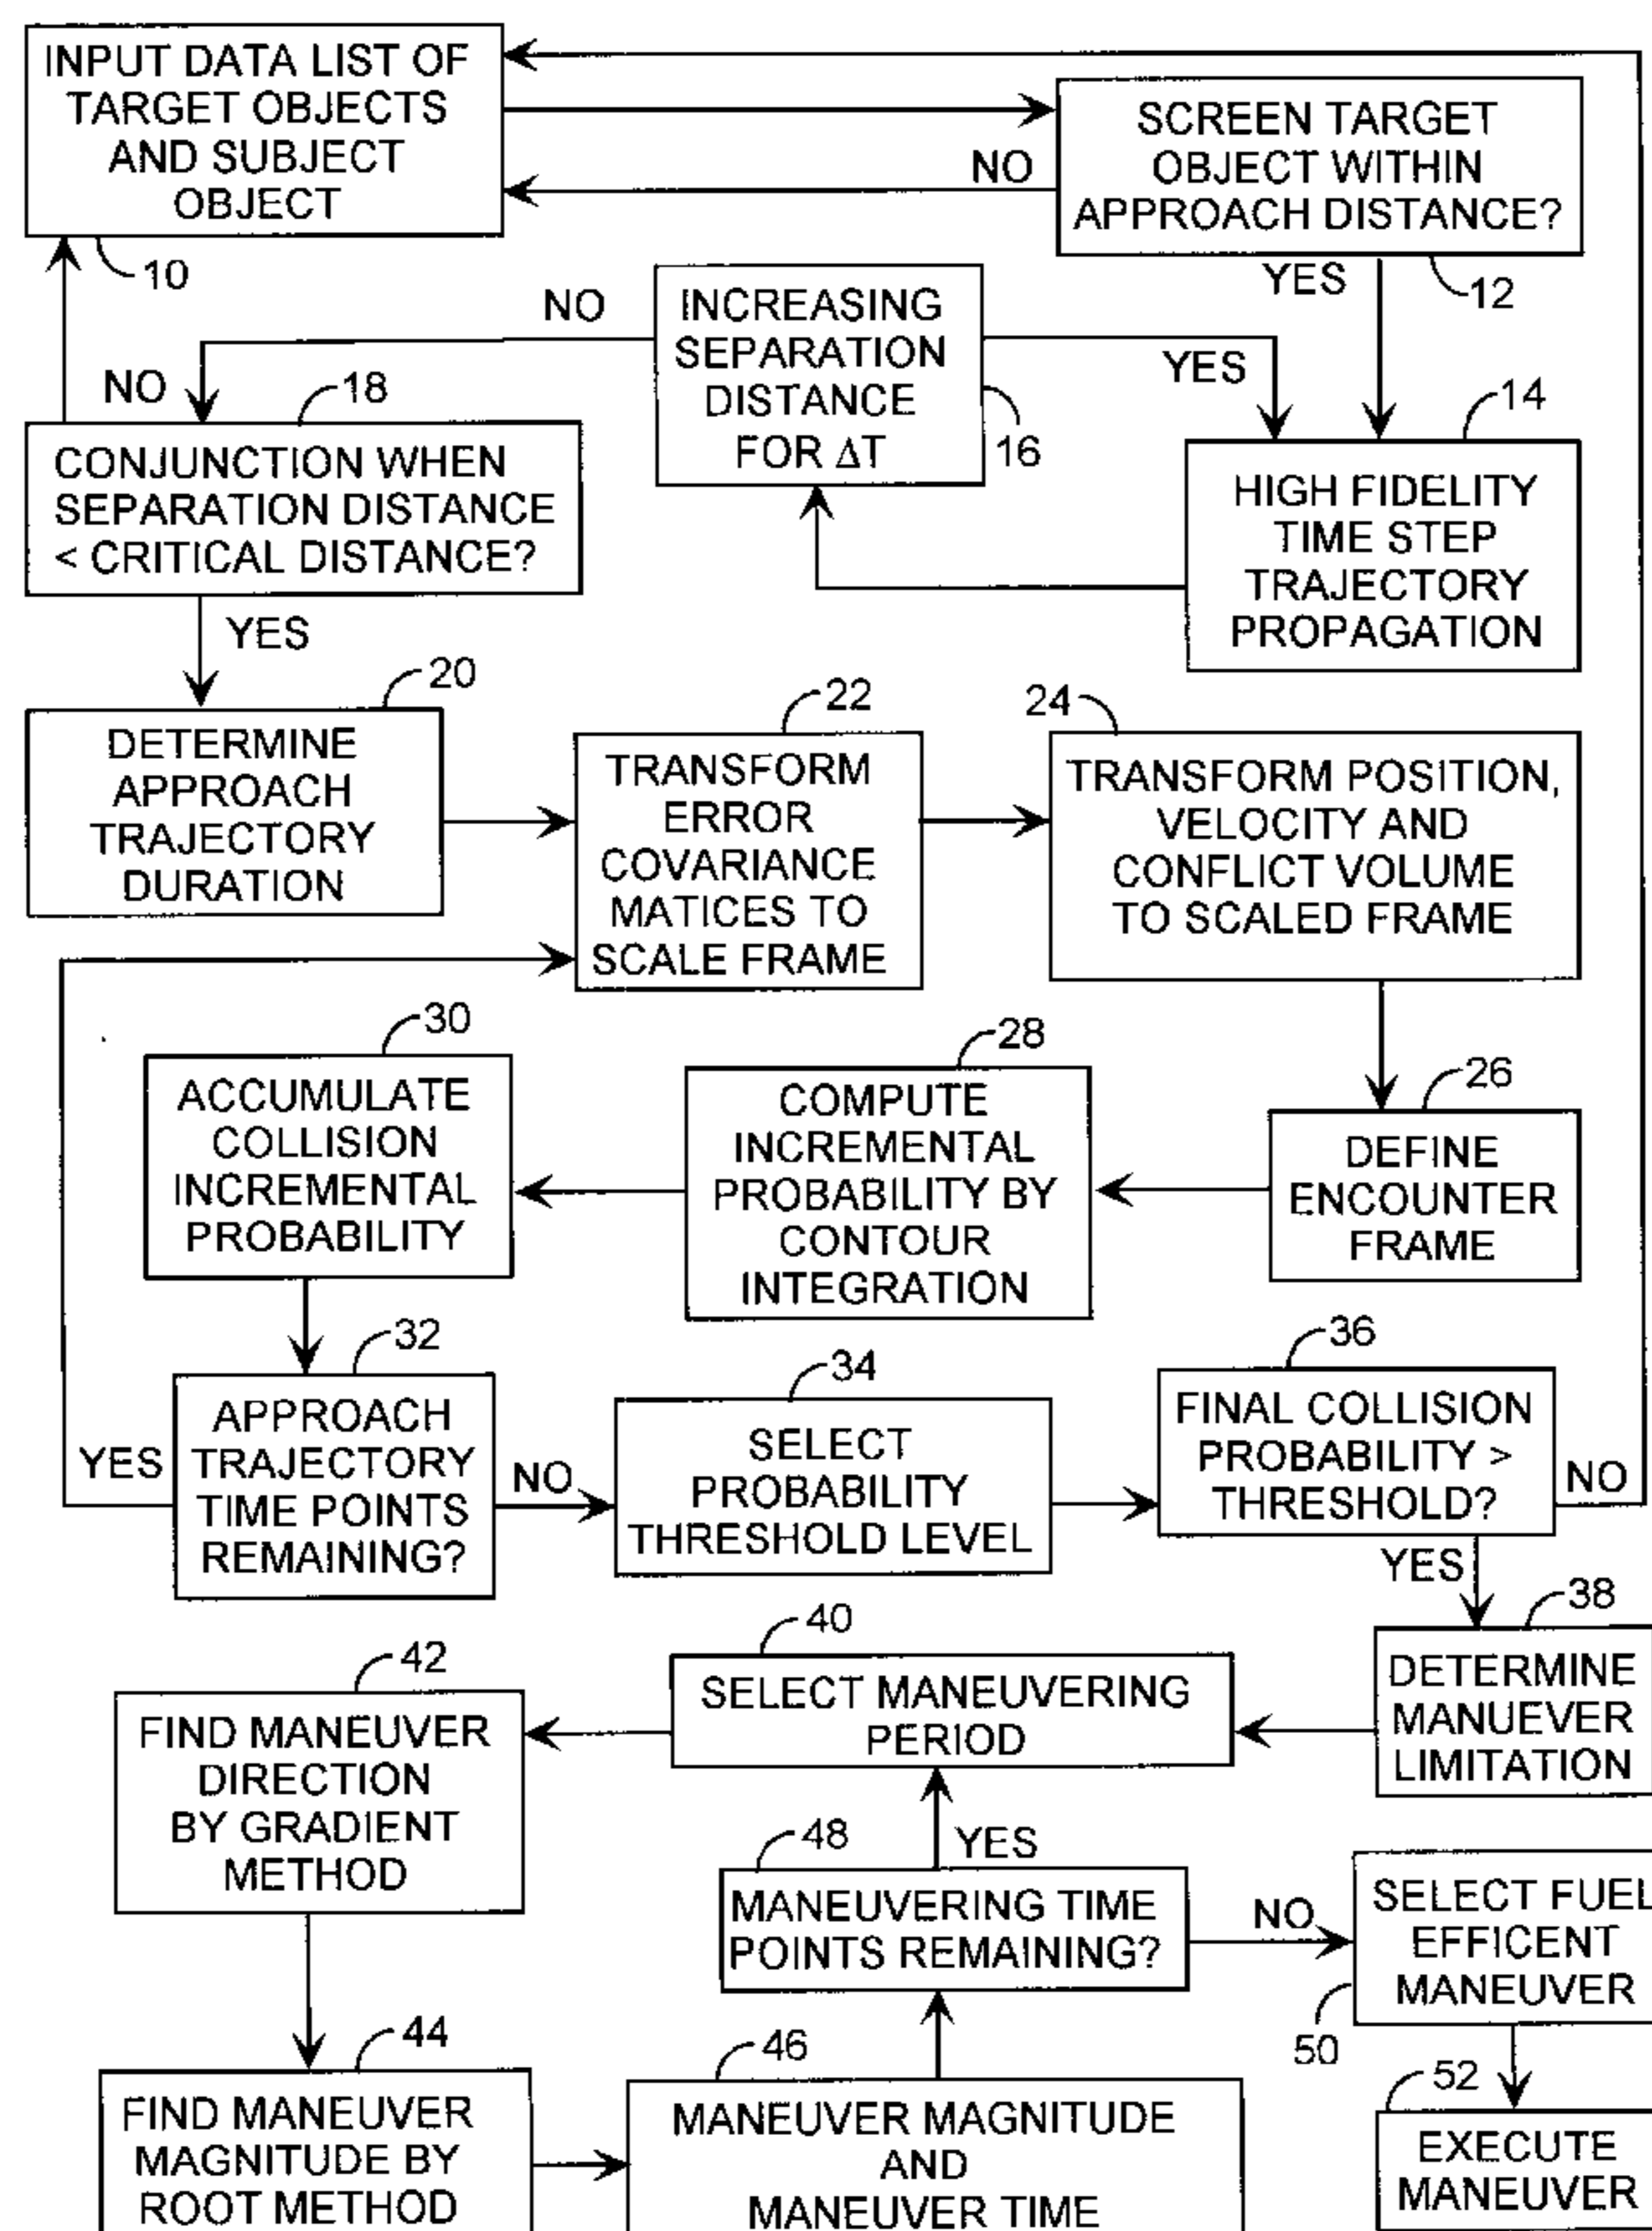 INPUT DATA LIST OF
TARGET OBJECTS
AND SUBJECT
OBJECT
10
SCREEN TARGET
OBJECT WITHIN
APPROACH DISTANCE?
12
NO
YES
INCREASING
SEPARATION
DISTANCE
FOR ΔT
16
NO
YES
14
HIGH FIDELITY
TIME STEP
TRAJECTORY
PROPAGATION
NO
18
CONJUNCTION WHEN
SEPARATION DISTANCE
< CRITICAL DISTANCE?
YES
20
DETERMINE
APPROACH
TRAJECTORY
DURATION
22
TRANSFORM
ERROR
COVARIANCE
MATICES TO
SCALE FRAME
24
TRANSFORM POSITION,
VELOCITY AND
CONFLICT VOLUME
TO SCALED FRAME
26
DEFINE
ENCOUNTER
FRAME
28
COMPUTE
INCREMENTAL
PROBABILITY BY
CONTOUR
INTEGRATION
30
ACCUMULATE
COLLISION
INCREMENTAL
PROBABILITY
32
APPROACH
TRAJECTORY
TIME POINTS
REMAINING?
YES
NO
34
SELECT
PROBABILITY
THRESHOLD LEVEL
36
FINAL COLLISION
PROBABILITY >
THRESHOLD?
NO
YES
38
DETERMINE
MANUEVER
LIMITATION
40
SELECT MANEUVERING
PERIOD
42
FIND MANEUVER
DIRECTION
BY GRADIENT
METHOD
44
FIND MANEUVER
MAGNITUDE BY
ROOT METHOD
46
MANEUVER MAGNITUDE
AND
MANEUVER TIME
48
YES
MANEUVERING TIME
POINTS REMAINING?
NO
SELECT FUEL
EFFICENT
MANEUVER
50
52
EXECUTE
MANEUVER